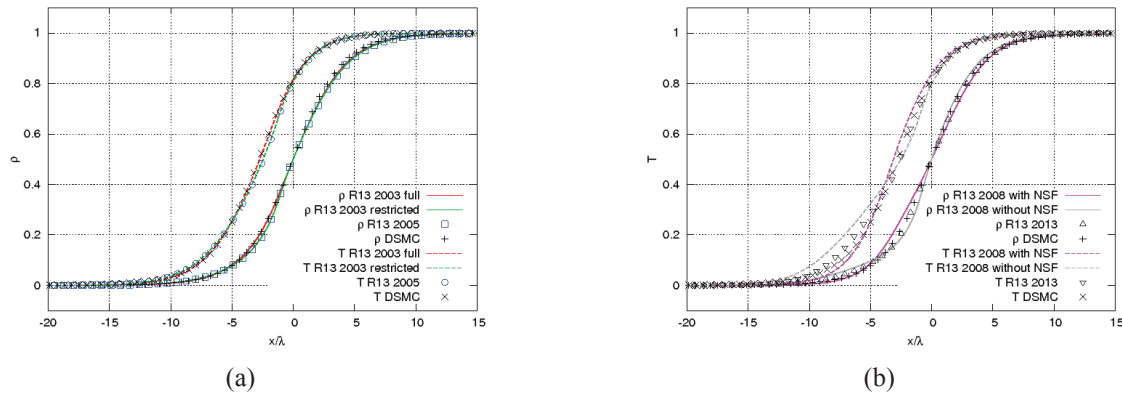 1
0.8
0.6
ρ
0.4
0.2
0
ρ R13 2003 full
ρ R13 2003 restricted
ρ R13 2005
ρ DSMC
T R13 2003 full
T R13 2003 restricted
T R13 2005
T DSMC
-20 -15 -10 -5 0 5 10 15
x/λ
(a)
1
0.8
0.6
T
0.4
0.2
0
ρ R13 2008 with NSF
ρ R13 2008 without NSF
ρ R13 2013
ρ DSMC
T R13 2008 with NSF
T R13 2008 without NSF
T R13 2013
T DSMC
-20 -15 -10 -5 0 5 10 15
x/λ
(b)